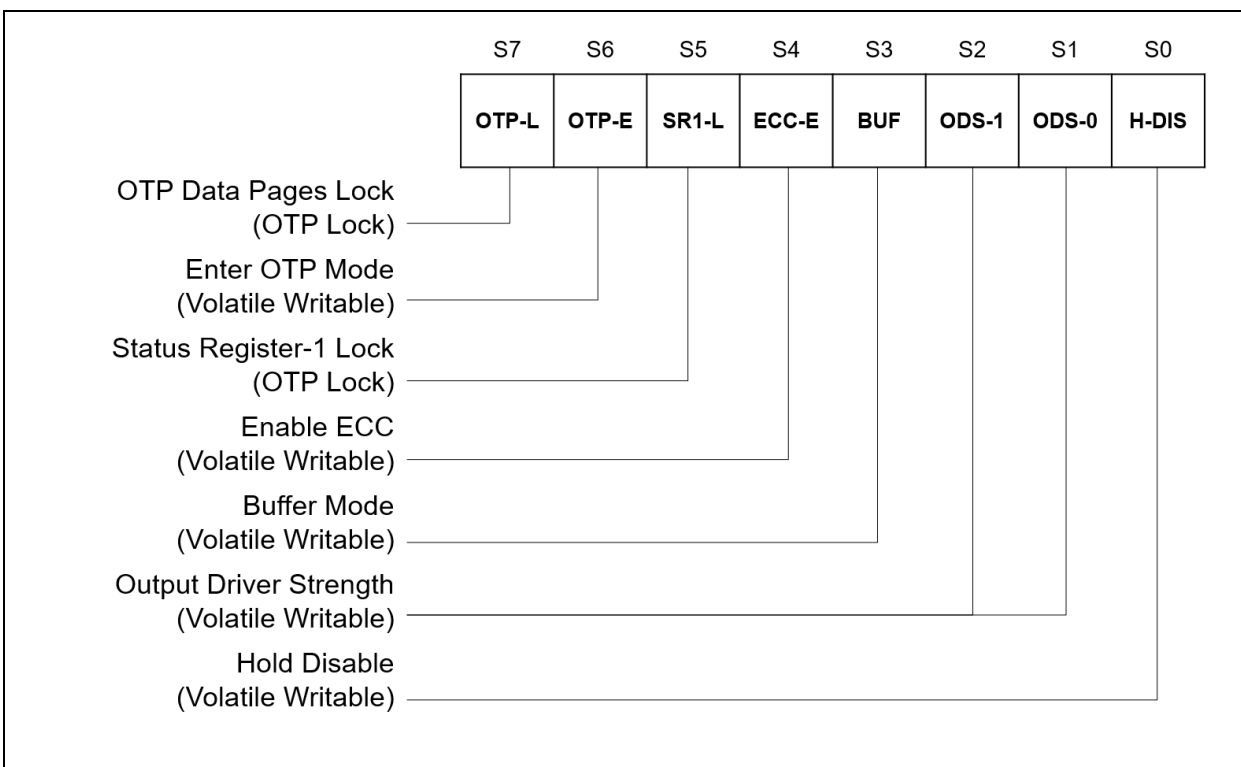 S7 S6 S5 S4 S3 S2 S1 S0
OTP-L OTP-E SR1-L ECC-E BUF ODS-1 ODS-0 H-DIS
OTP Data Pages Lock
(OTP Lock)
Enter OTP Mode
(Volatile Writable)
Status Register-1 Lock
(OTP Lock)
Enable ECC
(Volatile Writable)
Buffer Mode
(Volatile Writable)
Output Driver Strength
(Volatile Writable)
Hold Disable
(Volatile Writable)